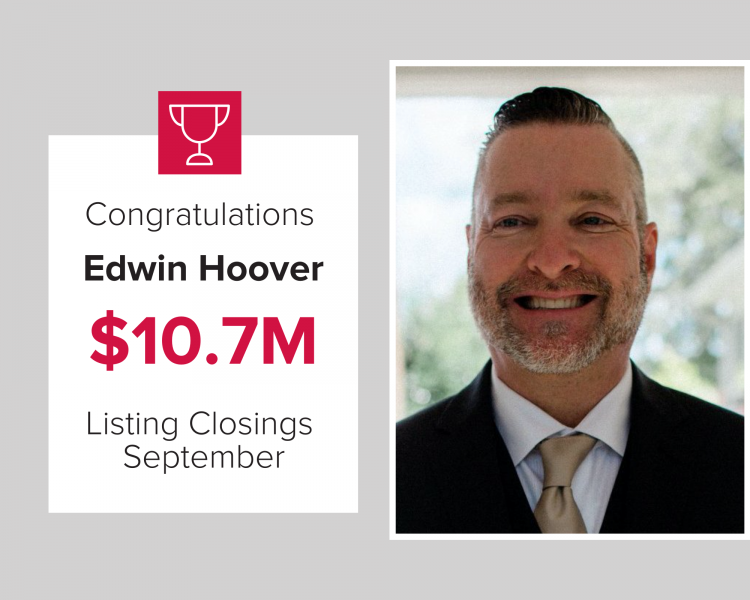 Congratulations
Edwin Hoover
$10.7M
Listing Closings
September